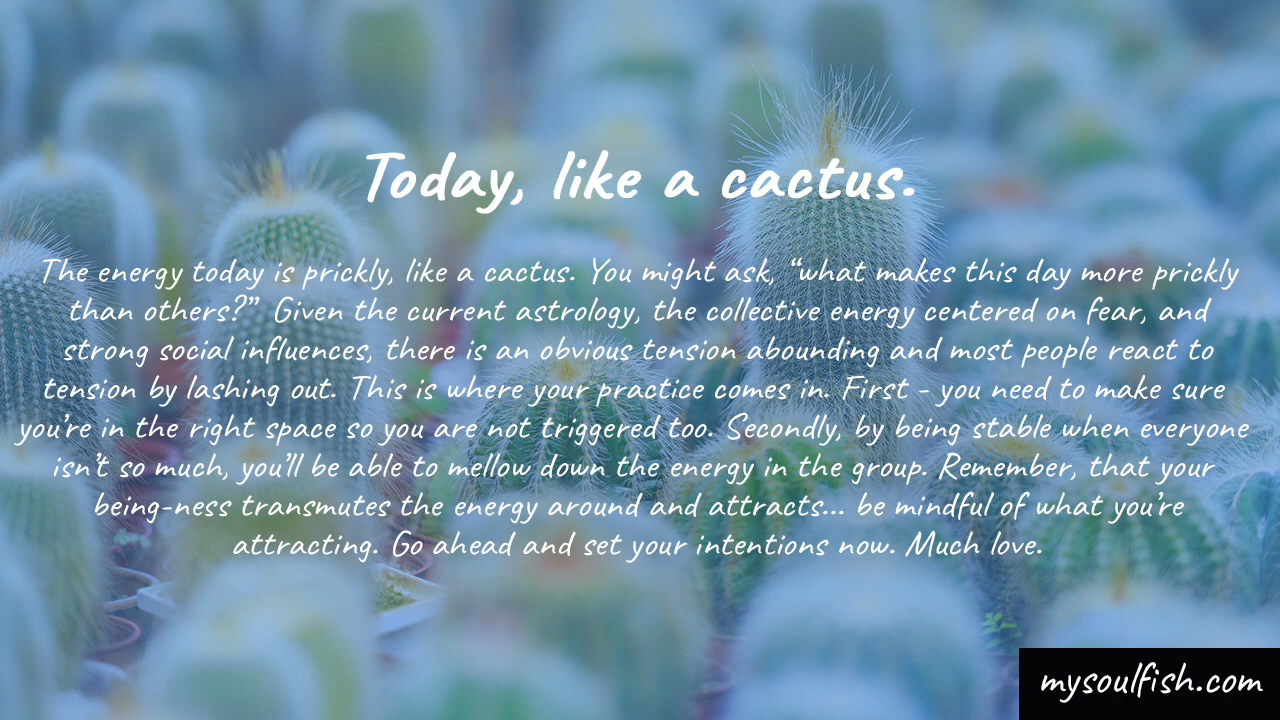 Today, like a cactus.
The energy today is prickly, like a cactus. You might ask, “what makes this day more prickly
than others?” Given the current astrology, the collective energy centered on fear, and
strong social influences, there is an obvious tension abounding and most people react to
tension by lashing out. This is where your practice comes in. First - you need to make sure
you’re in the right space so you are not triggered too. Secondly, by being stable when everyone
isn’t so much, you’ll be able to mellow down the energy in the group. Remember, that your
being-ness transmutes the energy around and attracts... be mindful of what you’re
attracting. Go ahead and set your intentions now. Much love.
mysoulfish.com